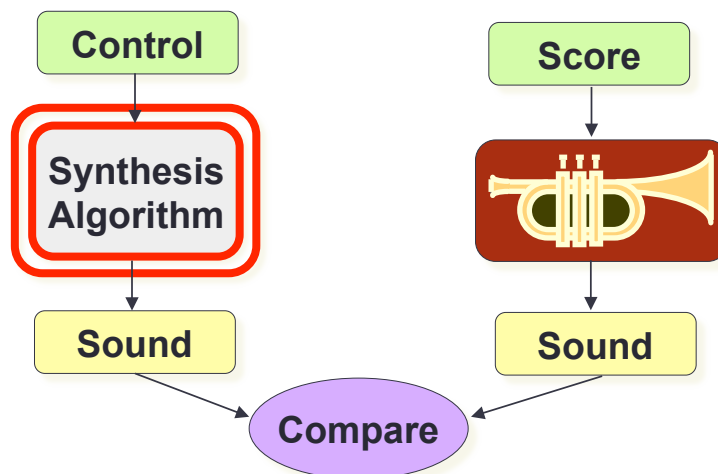 Control
Score
Synthesis
Algorithm
Sound
Sound
Compare